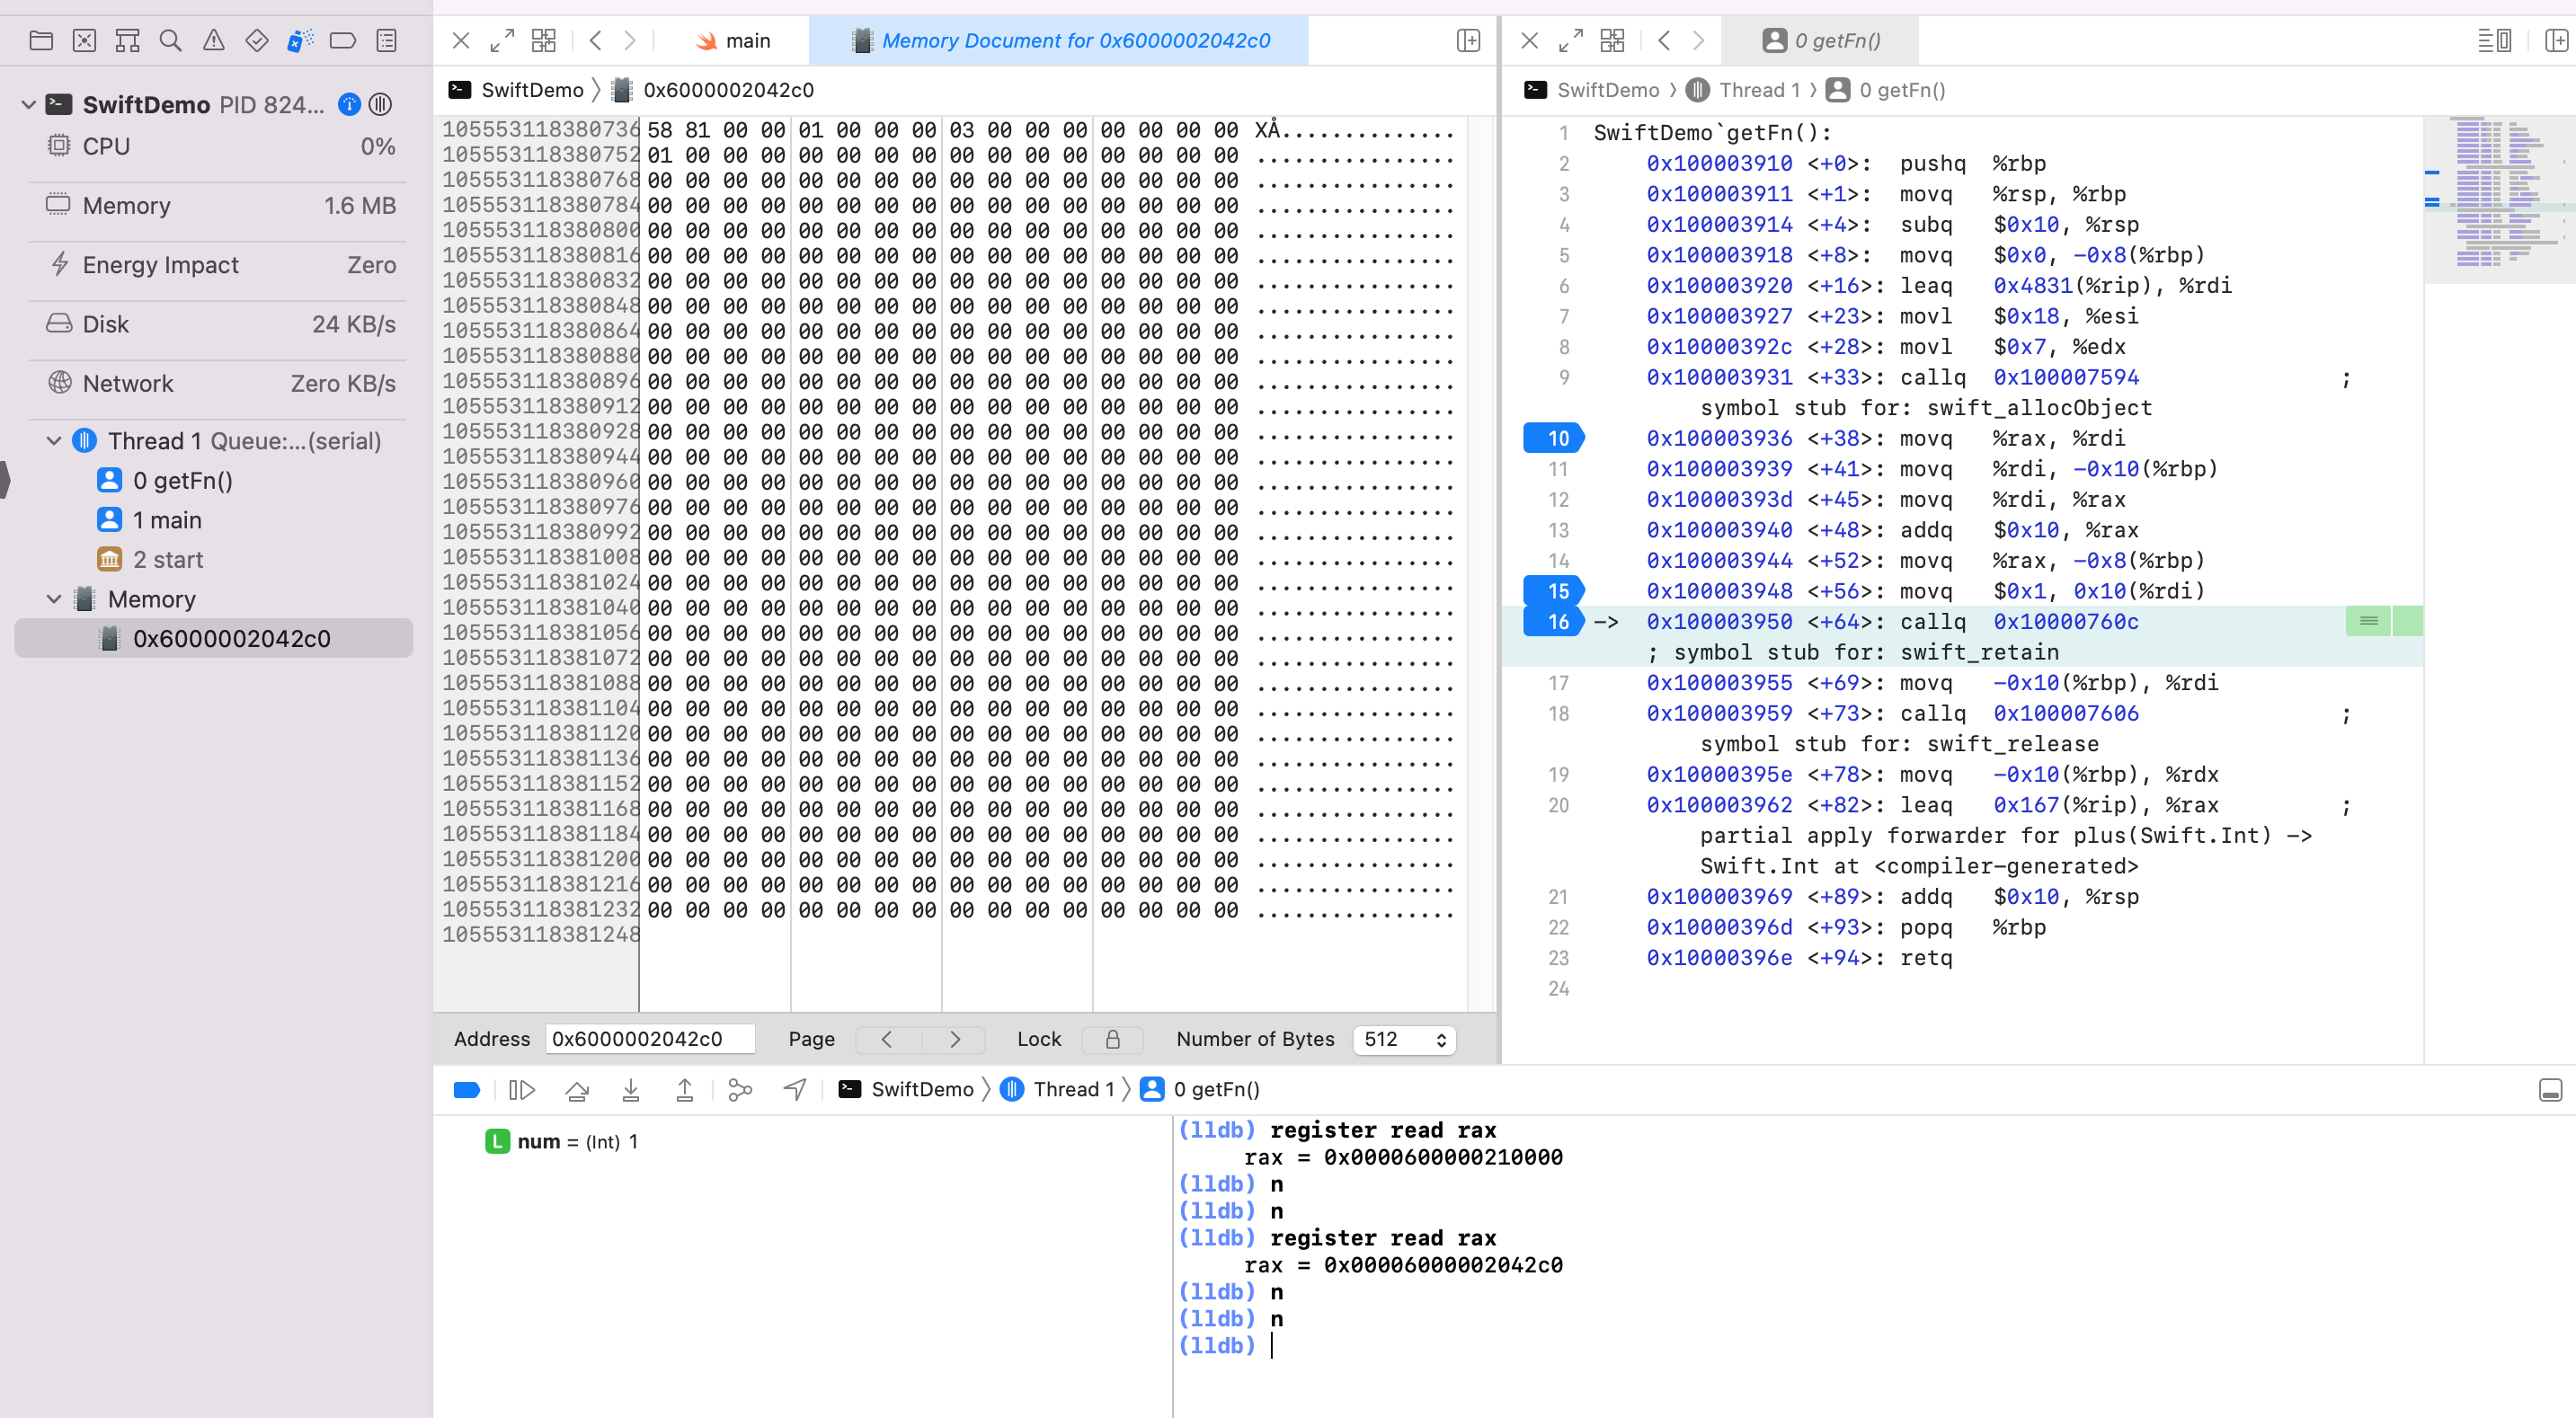 SwiftDemo PID 824...
CPU 0%
Memory 1.6 MB
Energy Impact Zero
Disk 24 KB/s
Network Zero KB/s
Thread 1 Queue:...(serial)
0 getFn()
1 main
2 start
Memory
0x6000002042c0
main
Memory Document for 0x6000002042c0
SwiftDemo 〉 0x6000002042c0
105553118380736 58 81 00 00 01 00 00 00 03 00 00 00 00 00 00 00 XÅ..............
105553118380752 01 00 00 00 00 00 00 00 00 00 00 00 00 00 00 00 ................
105553118380768 00 00 00 00 00 00 00 00 00 00 00 00 00 00 00 00 ................
105553118380784 00 00 00 00 00 00 00 00 00 00 00 00 00 00 00 00 ................
105553118380800 00 00 00 00 00 00 00 00 00 00 00 00 00 00 00 00 ................
105553118380816 00 00 00 00 00 00 00 00 00 00 00 00 00 00 00 00 ................
105553118380832 00 00 00 00 00 00 00 00 00 00 00 00 00 00 00 00 ................
105553118380848 00 00 00 00 00 00 00 00 00 00 00 00 00 00 00 00 ................
105553118380864 00 00 00 00 00 00 00 00 00 00 00 00 00 00 00 00 ................
105553118380880 00 00 00 00 00 00 00 00 00 00 00 00 00 00 00 00 ................
105553118380896 00 00 00 00 00 00 00 00 00 00 00 00 00 00 00 00 ................
105553118380912 00 00 00 00 00 00 00 00 00 00 00 00 00 00 00 00 ................
105553118380928 00 00 00 00 00 00 00 00 00 00 00 00 00 00 00 00 ................
105553118380944 00 00 00 00 00 00 00 00 00 00 00 00 00 00 00 00 ................
105553118380960 00 00 00 00 00 00 00 00 00 00 00 00 00 00 00 00 ................
105553118380976 00 00 00 00 00 00 00 00 00 00 00 00 00 00 00 00 ................
105553118380992 00 00 00 00 00 00 00 00 00 00 00 00 00 00 00 00 ................
105553118381008 00 00 00 00 00 00 00 00 00 00 00 00 00 00 00 00 ................
105553118381024 00 00 00 00 00 00 00 00 00 00 00 00 00 00 00 00 ................
105553118381040 00 00 00 00 00 00 00 00 00 00 00 00 00 00 00 00 ................
105553118381056 00 00 00 00 00 00 00 00 00 00 00 00 00 00 00 00 ................
105553118381072 00 00 00 00 00 00 00 00 00 00 00 00 00 00 00 00 ................
105553118381088 00 00 00 00 00 00 00 00 00 00 00 00 00 00 00 00 ................
105553118381104 00 00 00 00 00 00 00 00 00 00 00 00 00 00 00 00 ................
105553118381120 00 00 00 00 00 00 00 00 00 00 00 00 00 00 00 00 ................
105553118381136 00 00 00 00 00 00 00 00 00 00 00 00 00 00 00 00 ................
105553118381152 00 00 00 00 00 00 00 00 00 00 00 00 00 00 00 00 ................
105553118381168 00 00 00 00 00 00 00 00 00 00 00 00 00 00 00 00 ................
105553118381184 00 00 00 00 00 00 00 00 00 00 00 00 00 00 00 00 ................
105553118381200 00 00 00 00 00 00 00 00 00 00 00 00 00 00 00 00 ................
105553118381216 00 00 00 00 00 00 00 00 00 00 00 00 00 00 00 00 ................
105553118381232 00 00 00 00 00 00 00 00 00 00 00 00 00 00 00 00 ................
105553118381248
Address 0x6000002042c0 Page Lock Number of Bytes 512
0 getFn()
SwiftDemo 〉 Thread 1 〉 0 getFn()
1 SwiftDemo`getFn():
2 0x100003910 <+0>: pushq %rbp
3 0x100003911 <+1>: movq %rsp, %rbp
4 0x100003914 <+4>: subq $0x10, %rsp
5 0x100003918 <+8>: movq $0x0, -0x8(%rbp)
6 0x100003920 <+16>: leaq 0x4831(%rip), %rdi
7 0x100003927 <+23>: movl $0x18, %esi
8 0x10000392c <+28>: movl $0x7, %edx
9 0x100003931 <+33>: callq 0x100007594 ;
symbol stub for: swift_allocObject
10 0x100003936 <+38>: movq %rax, %rdi
11 0x100003939 <+41>: movq %rdi, -0x10(%rbp)
12 0x10000393d <+45>: movq %rdi, %rax
13 0x100003940 <+48>: addq $0x10, %rax
14 0x100003944 <+52>: movq %rax, -0x8(%rbp)
15 0x100003948 <+56>: movq $0x1, 0x10(%rdi)
16 -> 0x100003950 <+64>: callq 0x10000760c
; symbol stub for: swift_retain
17 0x100003955 <+69>: movq -0x10(%rbp), %rdi
18 0x100003959 <+73>: callq 0x100007606 ;
symbol stub for: swift_release
19 0x10000395e <+78>: movq -0x10(%rbp), %rdx
20 0x100003962 <+82>: leaq 0x167(%rip), %rax ;
partial apply forwarder for plus(Swift.Int) ->
Swift.Int at <compiler-generated>
21 0x100003969 <+89>: addq $0x10, %rsp
22 0x10000396d <+93>: popq %rbp
23 0x10000396e <+94>: retq
24
SwiftDemo 〉 Thread 1 〉 0 getFn()
L num = (Int) 1
(lldb) register read rax
rax = 0x0000600000210000
(lldb) n
(lldb) n
(lldb) register read rax
rax = 0x00006000002042c0
(lldb) n
(lldb) n
(lldb)